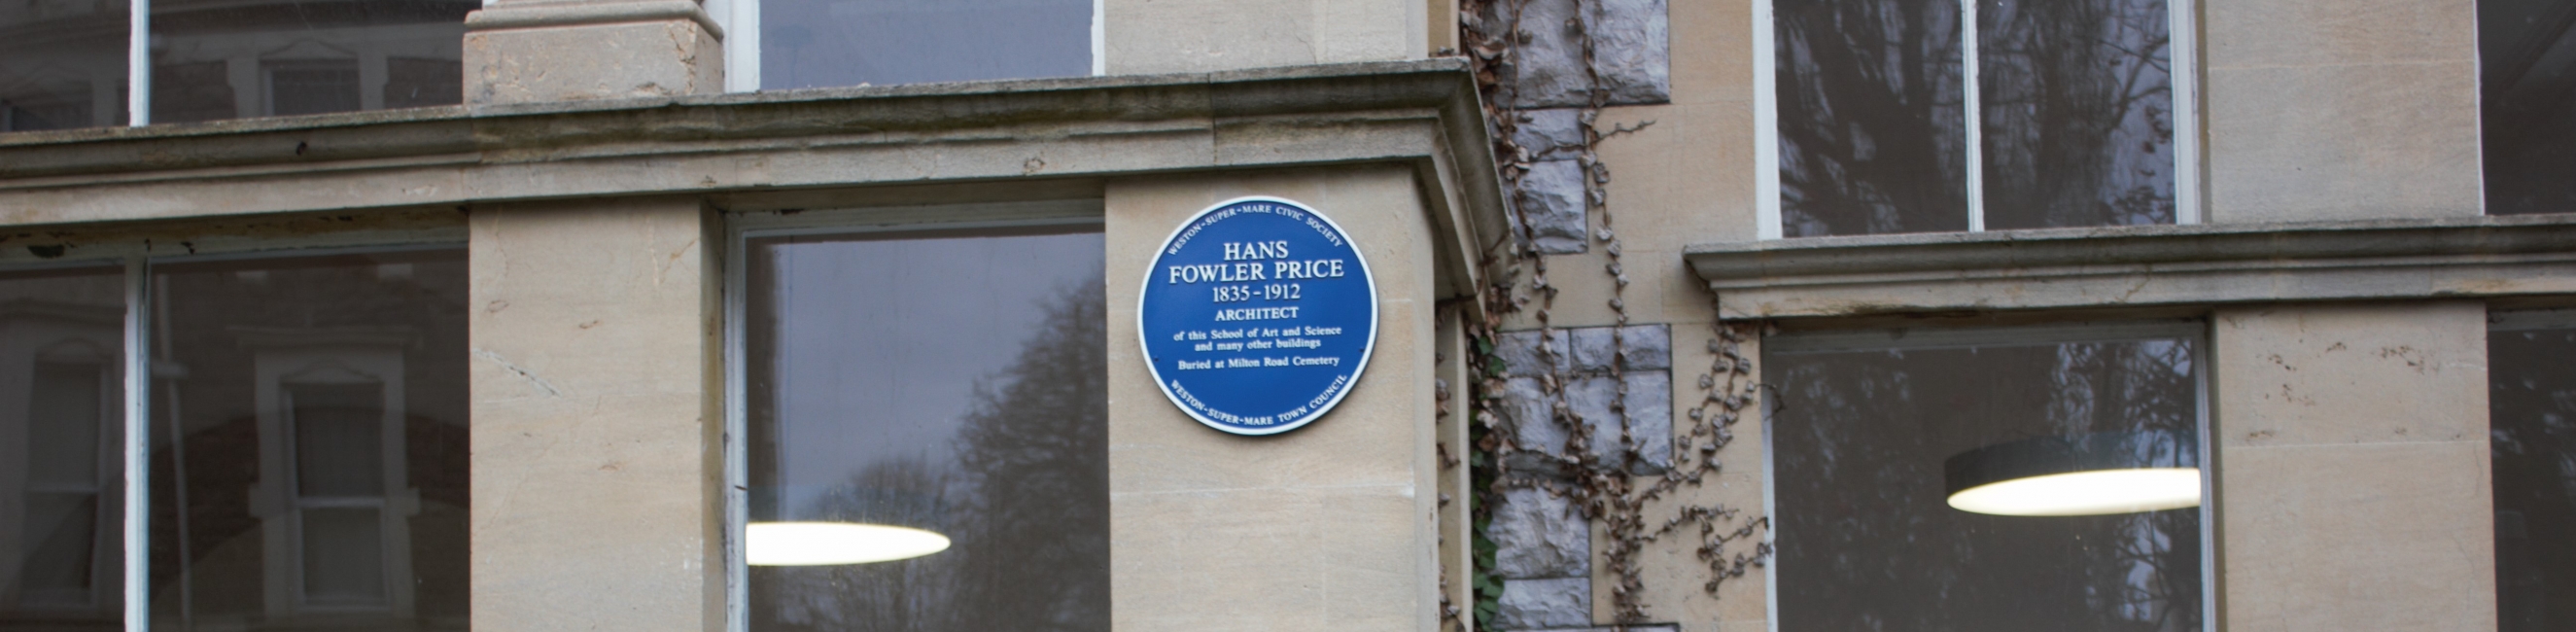 WESTON-SUPER-MARE CIVIC SOCIETY
HANS
FOWLER PRICE
1835-1912
ARCHITECT
of this School of Art and Science
and many other buildings
Buried at Milton Road Cemetery
WESTON-SUPER-MARE TOWN COUNCIL